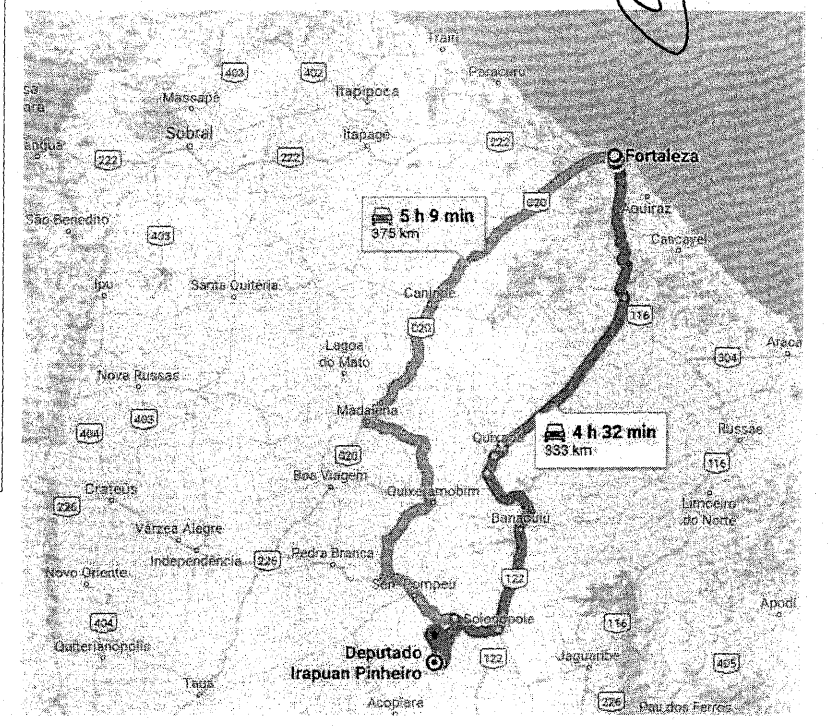 Trairi
Paracuru
403
402
Itapipoca
Massapê
Sobral
Itapagé
222
222
222
Fortaleza
020
Aquiraz
São Benedito
403
5 h 9 min
375 km
Cascavel
Ipu
Santa Quitéria
Canindé
116
020
Lagoa
do Mato
304
Nova Russas
Madalena
403
404
4 h 32 min
333 km
Russas
020
116
Boa Viagem
Crateús
Quixeramobim
226
Limoeiro
do Norte
Banabuiú
Várzea Alegre
Independência
226
Pedra Branca
Novo Oriente
122
Apodi
404
Solonópole
116
Quiterianópolis
Deputado
Irapuan Pinheiro
122
Jaguaribe
405
Tauá
Acopiara
226
Pau dos Ferros